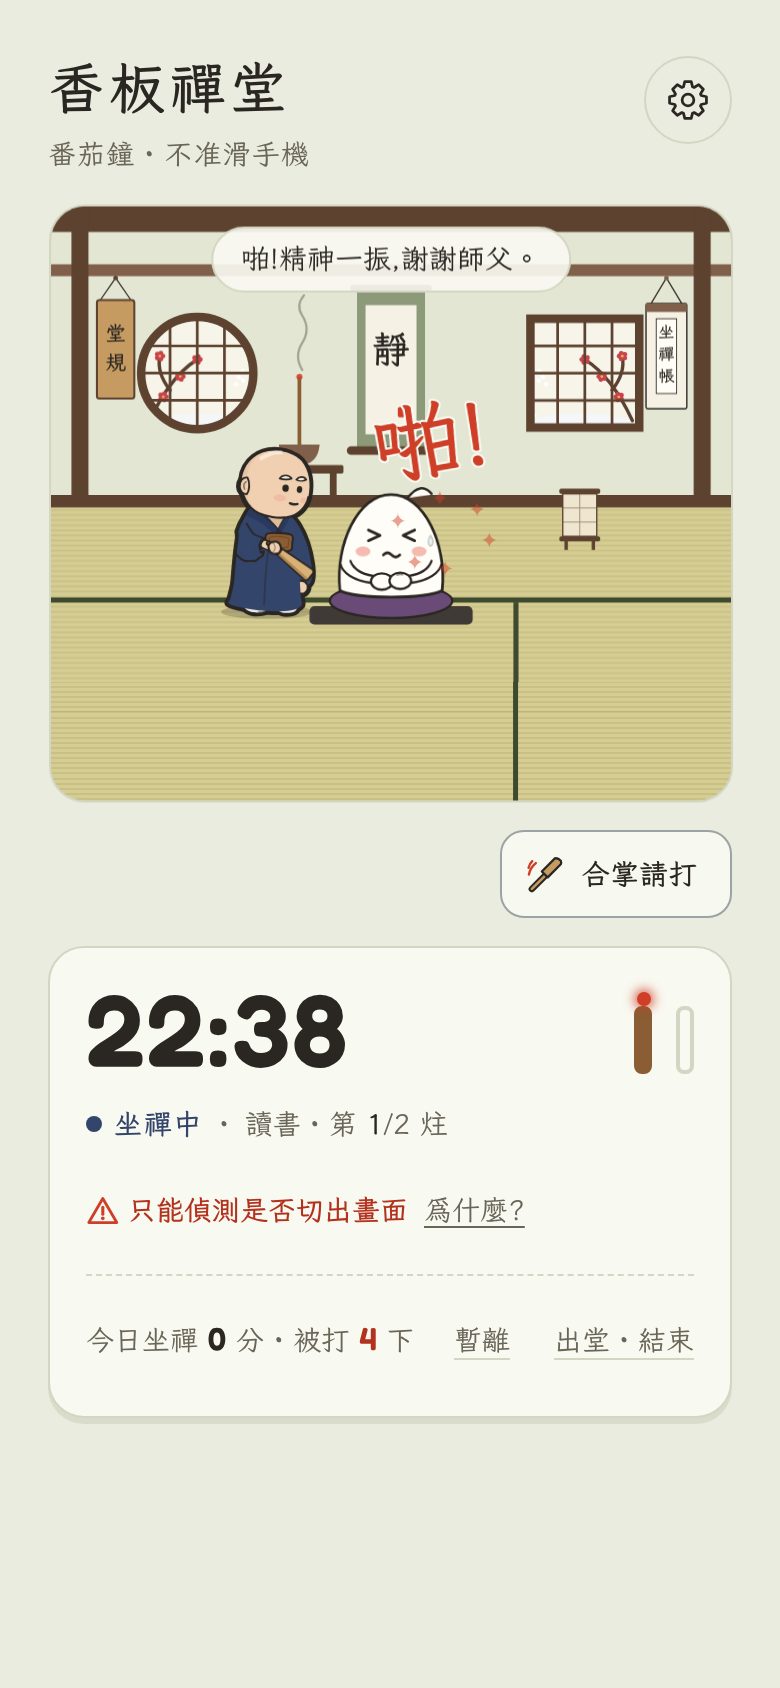 香板禪堂
番茄鐘・不准滑手機
啪!精神一振,謝謝師父。
堂規
靜
坐禪帳
啪!
合掌請打
22:38
坐禪中・讀書・第 1/2 炷
只能偵測是否切出畫面 為什麼?
今日坐禪 0 分・被打 4 下 暫離 出堂・結束